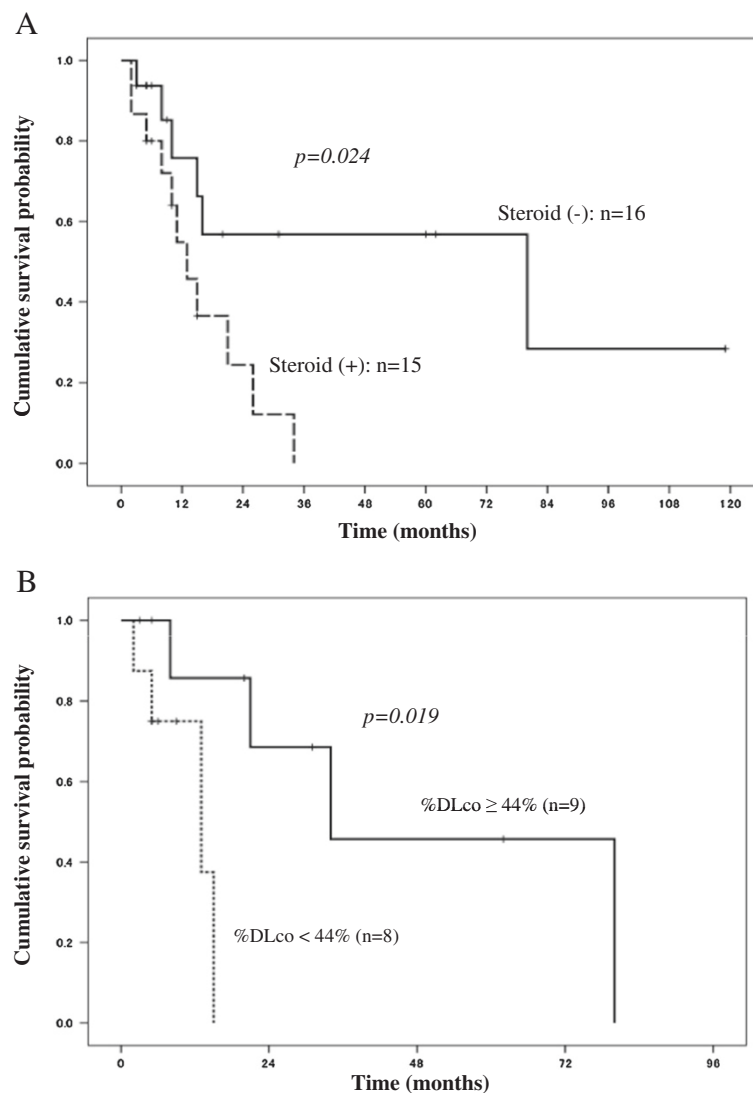 A
1.0
0.8
0.6
0.4
0.2
0.0
Cumulative survival probability
p=0.024
Steroid (-): n=16
Steroid (+): n=15
0 12 24 36 48 60 72 84 96 108 120
Time (months)
B
1.0
0.8
0.6
0.4
0.2
0.0
Cumulative survival probability
p=0.019
%DLco ≥ 44% (n=9)
%DLco < 44% (n=8)
0 24 48 72 96
Time (months)